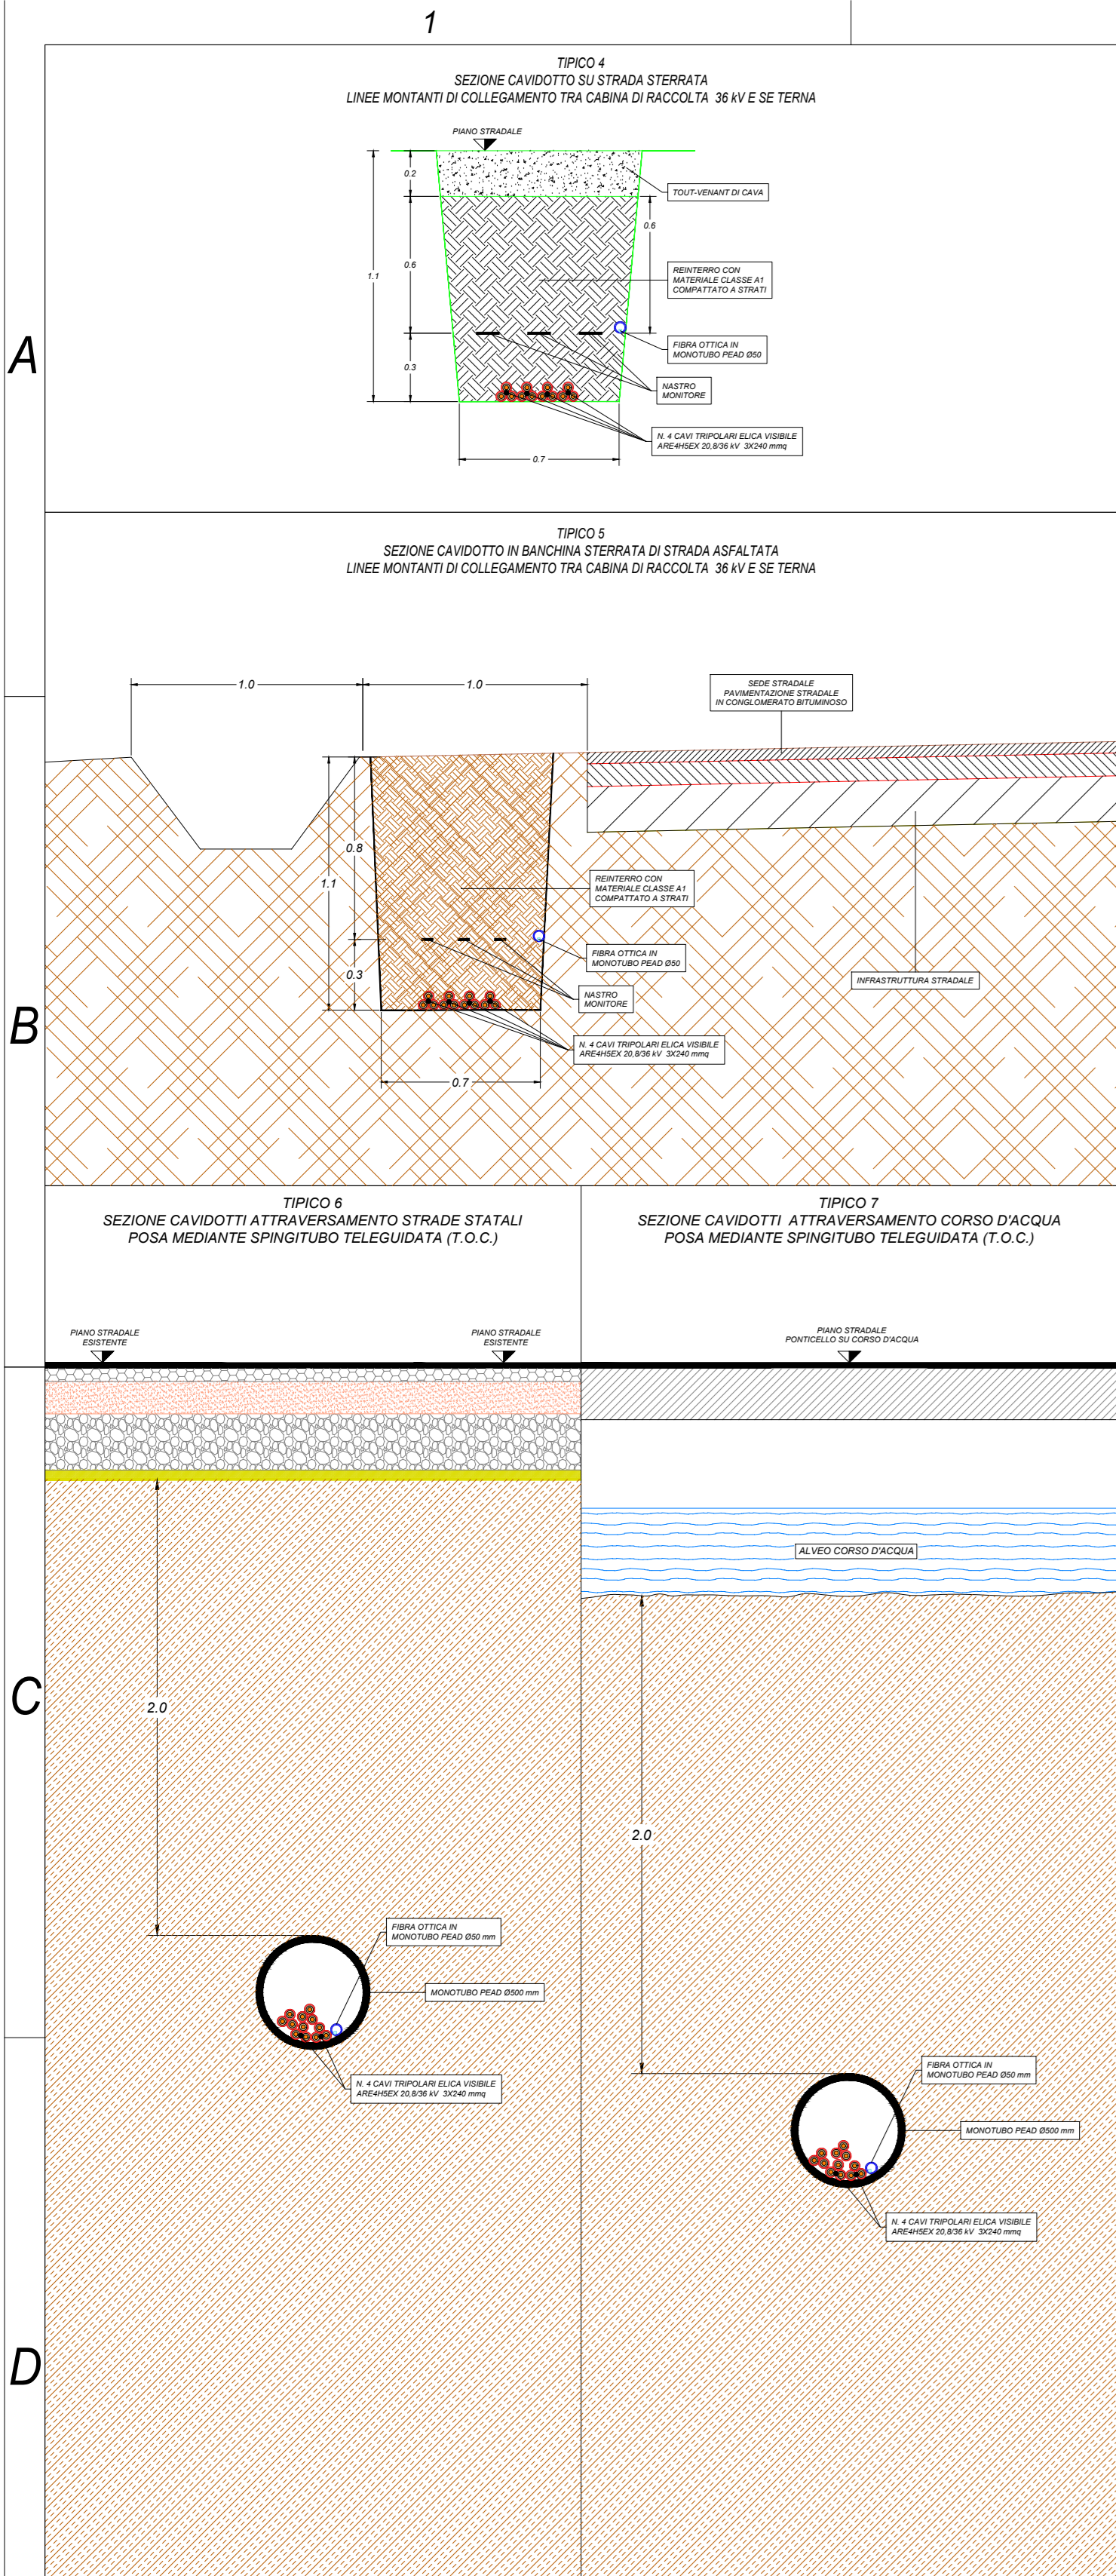 1
TIPICO 4
SEZIONE CAVIDOTTO SU STRADA STERRATA
LINEE MONTANTI DI COLLEGAMENTO TRA CABINA DI RACCOLTA 36 kV E SE TERNA
PIANO STRADALE
0.2
TOUT-VENANT DI CAVA
0.6
0.6
1.1
REINTERRO CON
MATERIALE CLASSE A1
COMPATTATO A STRATI
A
FIBRA OTTICA IN
MONOTUBO PEAD Ø50
0.3
NASTRO
MONITORE
N. 4 CAVI TRIPOLARI ELICA VISIBILE
ARE4H5EX 20,8/36 kV 3X240 mmq
0.7
TIPICO 5
SEZIONE CAVIDOTTO IN BANCHINA STERRATA DI STRADA ASFALTATA
LINEE MONTANTI DI COLLEGAMENTO TRA CABINA DI RACCOLTA 36 kV E SE TERNA
1.0
1.0
SEDE STRADALE
PAVIMENTAZIONE STRADALE
IN CONGLOMERATO BITUMINOSO
0.8
1.1
REINTERRO CON
MATERIALE CLASSE A1
COMPATTATO A STRATI
FIBRA OTTICA IN
MONOTUBO PEAD Ø50
0.3
INFRASTRUTTURA STRADALE
NASTRO
MONITORE
B
N. 4 CAVI TRIPOLARI ELICA VISIBILE
ARE4H5EX 20,8/36 kV 3X240 mmq
0.7
TIPICO 6
SEZIONE CAVIDOTTI ATTRAVERSAMENTO STRADE STATALI
POSA MEDIANTE SPINGITUBO TELEGUIDATA (T.O.C.)
TIPICO 7
SEZIONE CAVIDOTTI ATTRAVERSAMENTO CORSO D'ACQUA
POSA MEDIANTE SPINGITUBO TELEGUIDATA (T.O.C.)
PIANO STRADALE
ESISTENTE
PIANO STRADALE
ESISTENTE
PIANO STRADALE
PONTICELLO SU CORSO D'ACQUA
ALVEO CORSO D'ACQUA
C
2.0
2.0
FIBRA OTTICA IN
MONOTUBO PEAD Ø50 mm
MONOTUBO PEAD Ø500 mm
N. 4 CAVI TRIPOLARI ELICA VISIBILE
ARE4H5EX 20,8/36 kV 3X240 mmq
FIBRA OTTICA IN
MONOTUBO PEAD Ø50 mm
MONOTUBO PEAD Ø500 mm
N. 4 CAVI TRIPOLARI ELICA VISIBILE
ARE4H5EX 20,8/36 kV 3X240 mmq
D